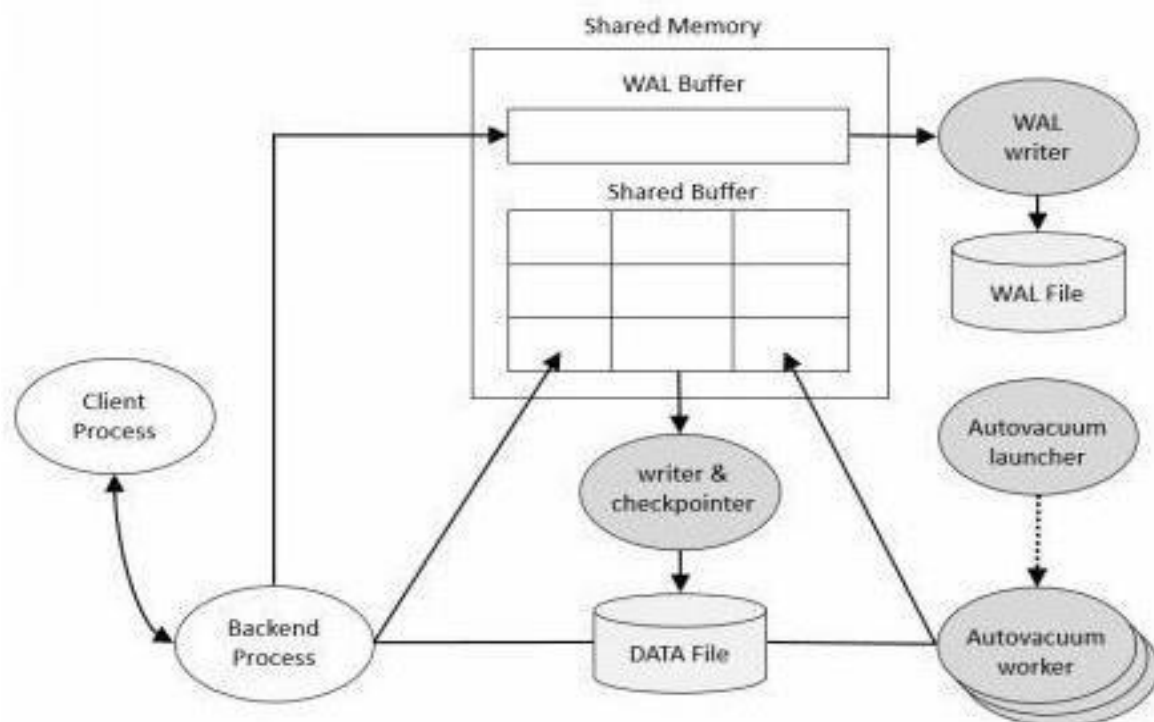 Shared Memory
WAL Buffer
WAL
writer
Shared Buffer
WAL File
Client
Process
Autovacuum
launcher
writer &
checkpointer
Backend
Process
DATA File
Autovacuum
worker